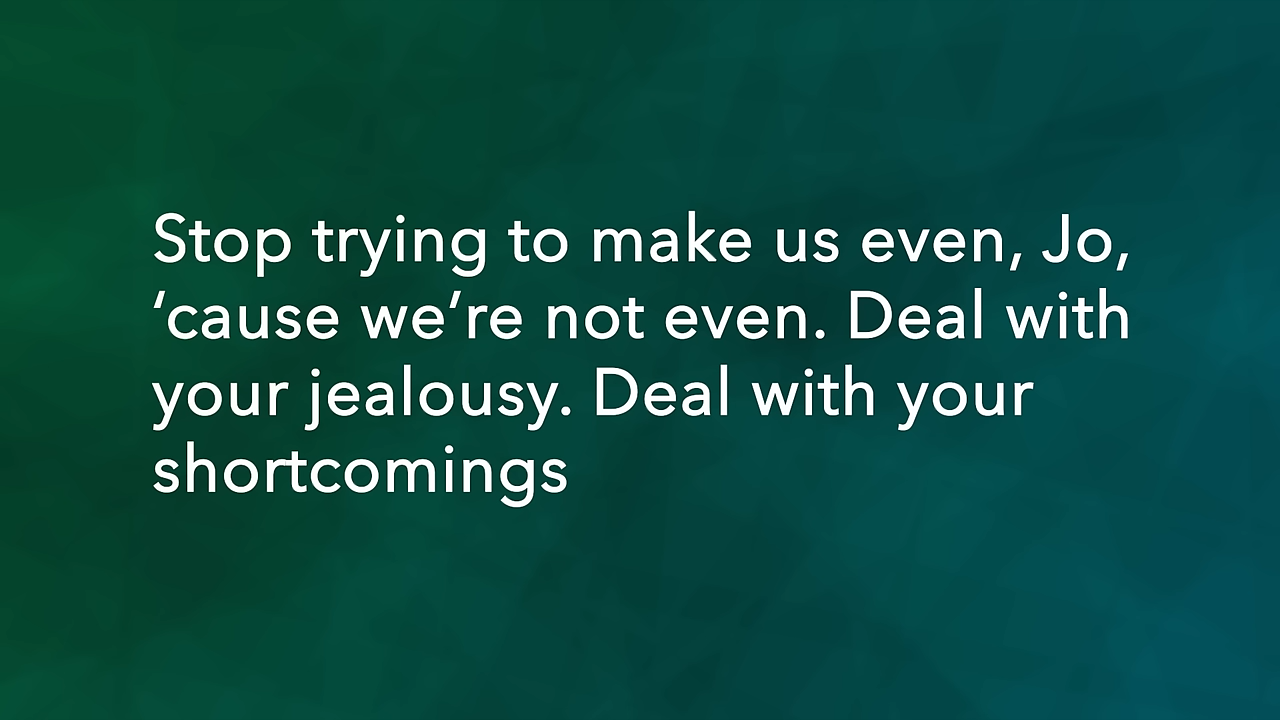 Stop trying to make us even, Jo,
‘cause we’re not even. Deal with
your jealousy. Deal with your
shortcomings